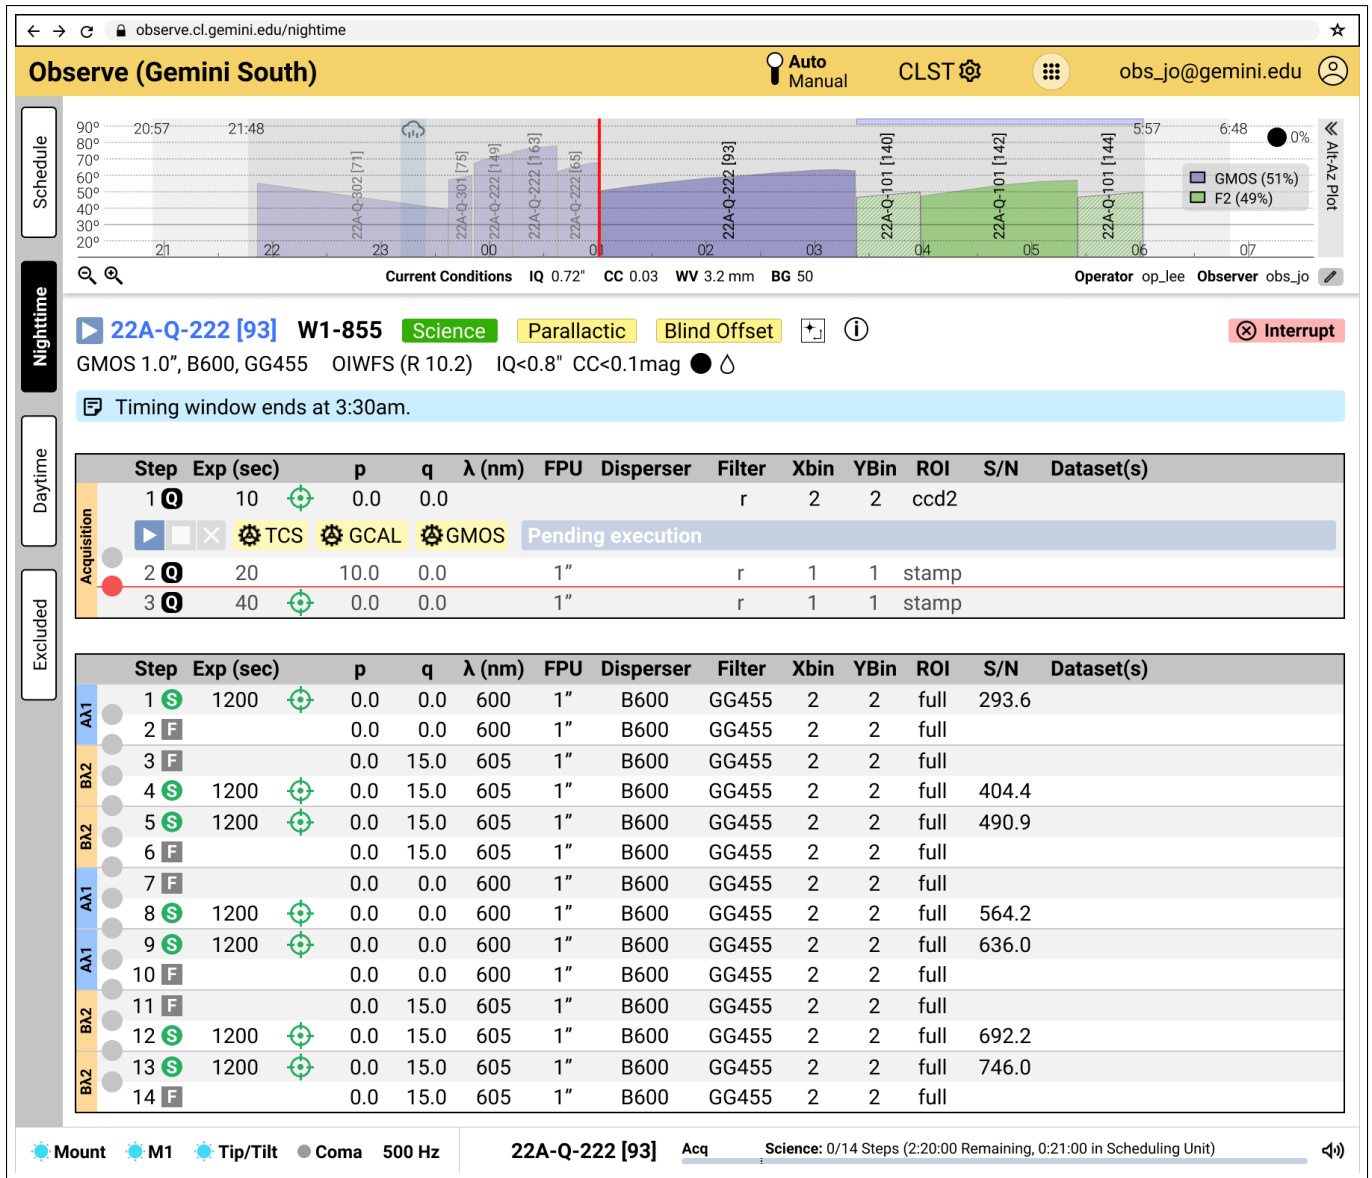 observe.cl.gemini.edu/nighttime
Observe (Gemini South)
Auto
Manual
CLST
obs_jo@gemini.edu
Schedule
Nighttime
Daytime
Excluded
90º
80º
70º
60º
50º
40º
30º
20º
20:57
21:48
5:57
6:48
0%
22A-Q-302 [71]
22A-Q-301 [75]
22A-Q-222 [149]
22A-Q-222 [163]
22A-Q-222 [65]
22A-Q-222 [93]
22A-Q-101 [140]
22A-Q-101 [142]
22A-Q-101 [144]
GMOS (51%)
F2 (49%)
Alt-Az Plot
21 22 23 00 01 02 03 04 05 06 07
Current Conditions IQ 0.72" CC 0.03 WV 3.2 mm BG 50
Operator op_lee Observer obs_jo
22A-Q-222 [93] W1-855 Science Parallactic Blind Offset
Interrupt
GMOS 1.0”, B600, GG455 OIWFS (R 10.2) IQ<0.8" CC<0.1mag
Timing window ends at 3:30am.
Step Exp (sec) p q λ (nm) FPU Disperser Filter Xbin YBin ROI S/N Dataset(s)
Acquisition
1 Q 10 0.0 0.0 r 2 2 ccd2
TCS GCAL GMOS Pending execution
2 Q 20 10.0 0.0 1” r 1 1 stamp
3 Q 40 0.0 0.0 1” r 1 1 stamp
Step Exp (sec) p q λ (nm) FPU Disperser Filter Xbin YBin ROI S/N Dataset(s)
Aλ1
1 S 1200 0.0 0.0 600 1” B600 GG455 2 2 full 293.6
2 F 0.0 0.0 600 1” B600 GG455 2 2 full
Bλ2
3 F 0.0 15.0 605 1” B600 GG455 2 2 full
4 S 1200 0.0 15.0 605 1” B600 GG455 2 2 full 404.4
Bλ2
5 S 1200 0.0 15.0 605 1” B600 GG455 2 2 full 490.9
6 F 0.0 15.0 605 1” B600 GG455 2 2 full
Aλ1
7 F 0.0 0.0 600 1” B600 GG455 2 2 full
8 S 1200 0.0 0.0 600 1” B600 GG455 2 2 full 564.2
Aλ1
9 S 1200 0.0 0.0 600 1” B600 GG455 2 2 full 636.0
10 F 0.0 0.0 600 1” B600 GG455 2 2 full
Bλ2
11 F 0.0 15.0 605 1” B600 GG455 2 2 full
12 S 1200 0.0 15.0 605 1” B600 GG455 2 2 full 692.2
Bλ2
13 S 1200 0.0 15.0 605 1” B600 GG455 2 2 full 746.0
14 F 0.0 15.0 605 1” B600 GG455 2 2 full
Mount M1 Tip/Tilt Coma 500 Hz
22A-Q-222 [93]
Acq Science: 0/14 Steps (2:20:00 Remaining, 0:21:00 in Scheduling Unit)